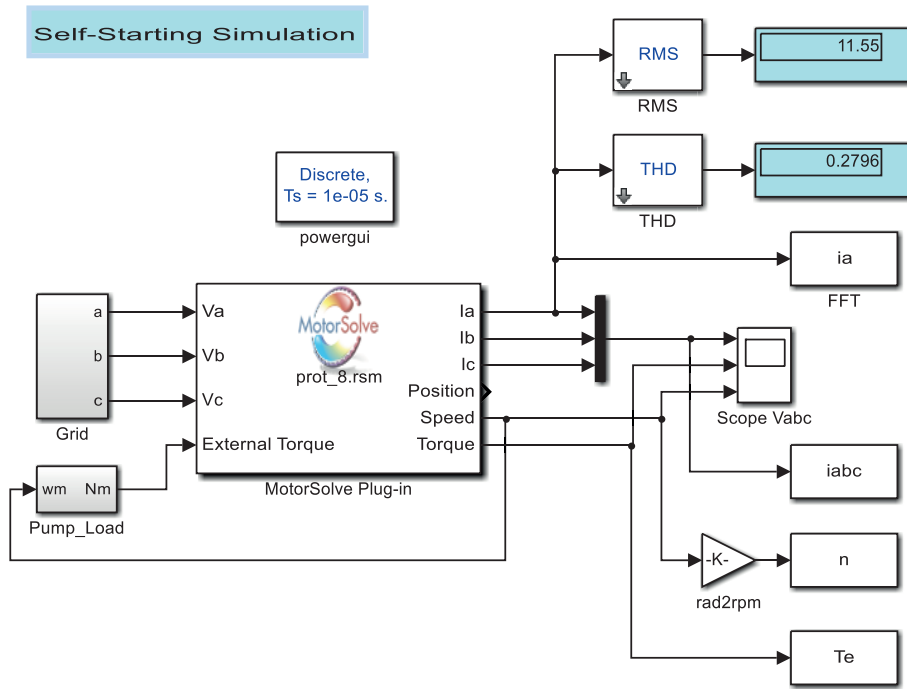 Self-Starting Simulation
RMS
11.55
RMS
THD
0.2796
THD
Discrete,
Ts = 1e-05 s.
powergui
ia
FFT
a
b
c
Grid
Va
Vb
Vc
External Torque
MotorSolve
prot_8.rsm
Ia
Ib
Ic
Position
Speed
Torque
MotorSolve Plug-in
Scope Vabc
wm
Nm
Pump_Load
iabc
-K-
rad2rpm
n
Te